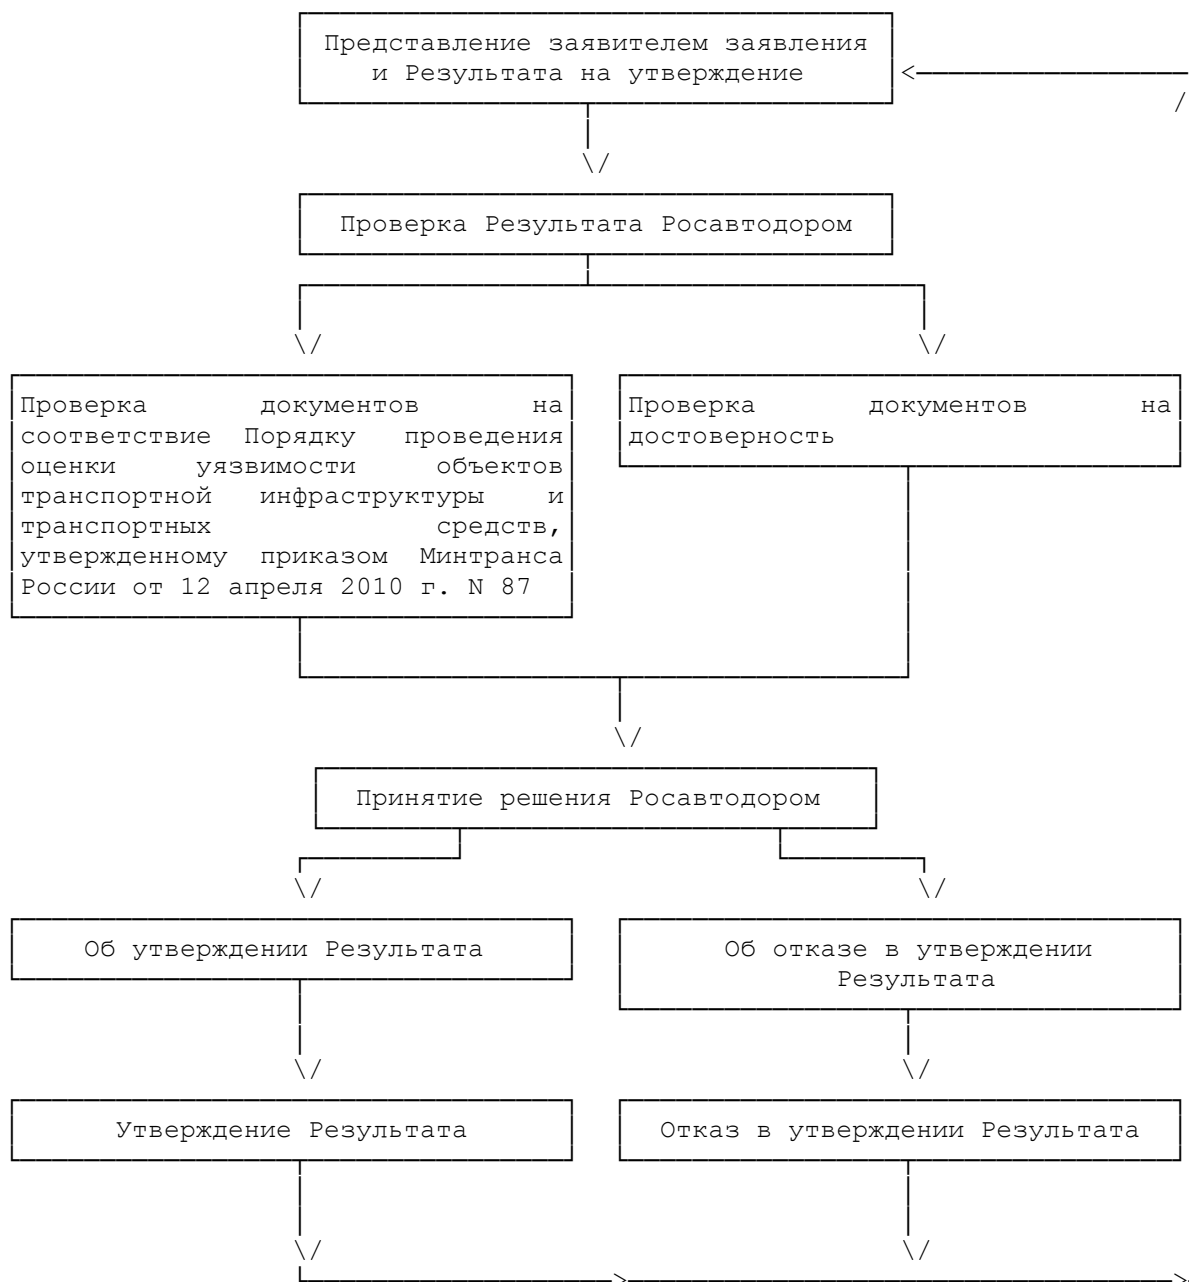 Представление заявителем заявления
и Результата на утверждение
Проверка Результата Росавтодором
Проверка документов на
соответствие Порядку проведения
оценки уязвимости объектов
транспортной инфраструктуры и
транспортных средств,
утвержденному приказом Минтранса
России от 12 апреля 2010 г. N 87
Проверка документов на
достоверность
Принятие решения Росавтодором
Об утверждении Результата
Об отказе в утверждении
Результата
Утверждение Результата
Отказ в утверждении Результата